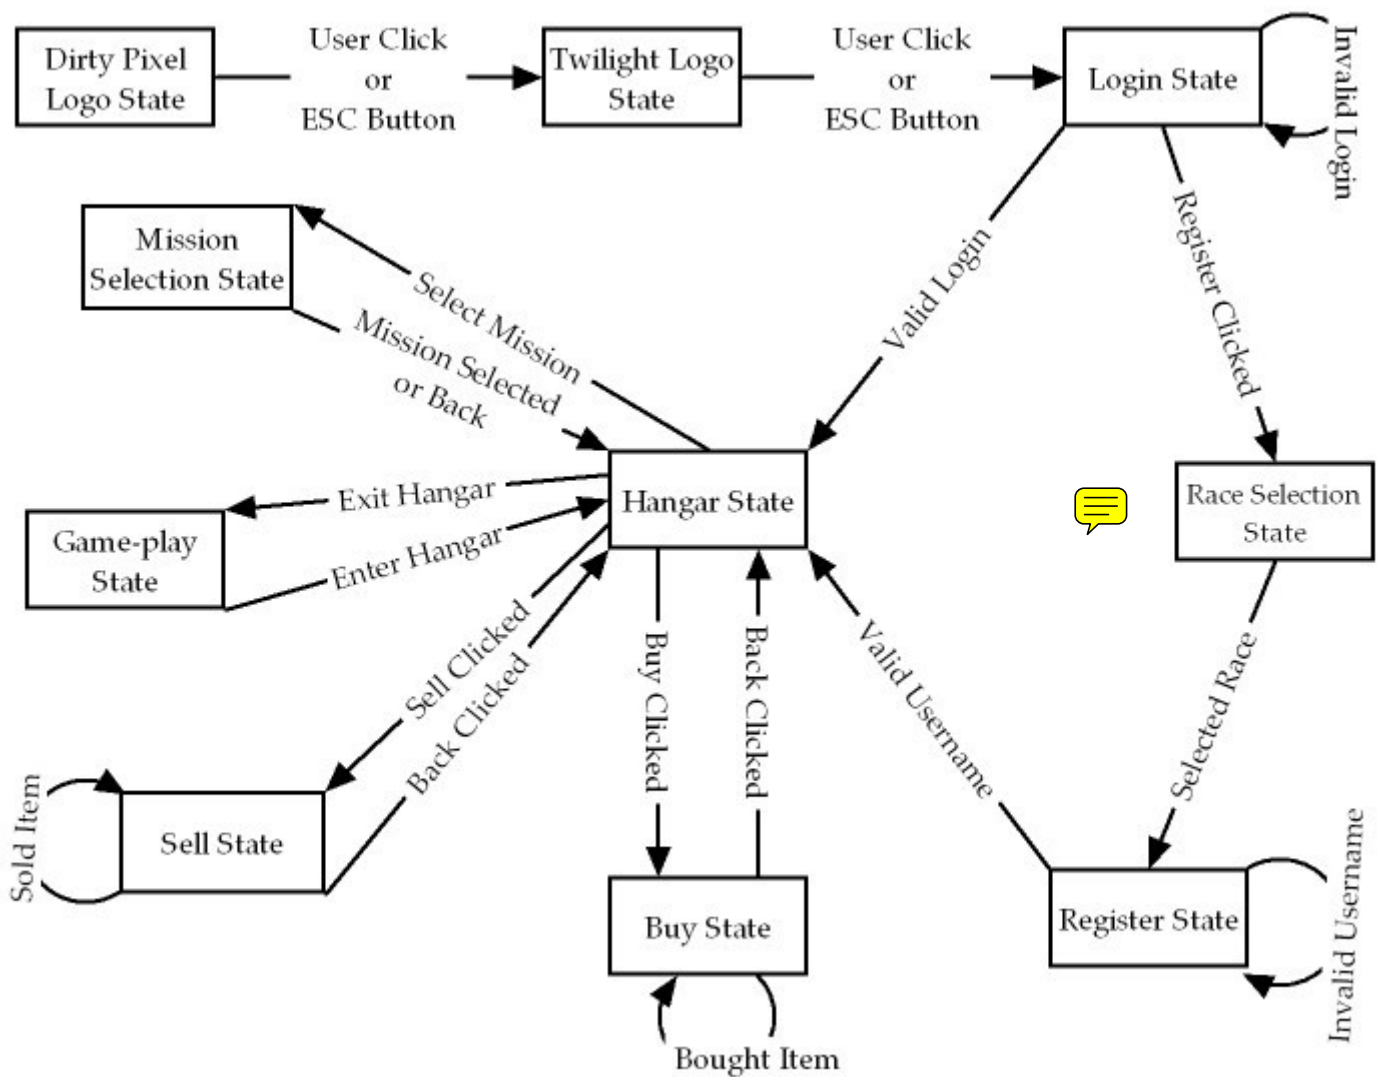 Dirty Pixel
Logo State
User Click
or
ESC Button
Twilight Logo
State
User Click
or
ESC Button
Login State
Invalid Login
Mission
Selection State
Select Mission
Mission Selected
or Back
Valid Login
Register Clicked
Exit Hangar
Enter Hangar
Hangar State
Race Selection
State
Game-play
State
Sell Clicked
Back Clicked
Buy Clicked
Back Clicked
Valid Username
Selected Race
Sold Item
Sell State
Buy State
Bought Item
Register State
Invalid Username